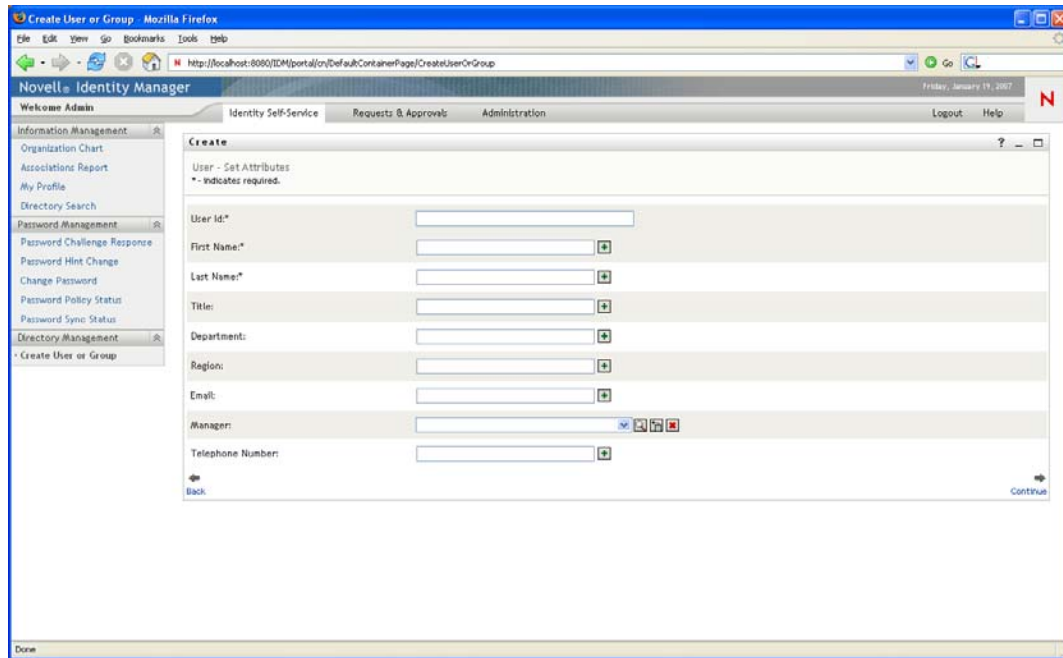 Create User or Group - Mozilla Firefox
File Edit View Go Bookmarks Tools Help
http://localhost:8080/IDM/portal/cn/DefaultContainerPage/CreateUserOrGroup
Go
Novell® Identity Manager
Friday, January 19, 2007
N
Welcome Admin
Identity Self-Service
Requests & Approvals
Administration
Logout
Help
Information Management
Organization Chart
Associations Report
My Profile
Directory Search
Password Management
Password Challenge Response
Password Hint Change
Change Password
Password Policy Status
Password Sync Status
Directory Management
Create User or Group
Create
?
User - Set Attributes
* - indicates required.
User Id:*
First Name:*
Last Name:*
Title:
Department:
Region:
Email:
Manager:
Telephone Number:
Back
Continue
Done